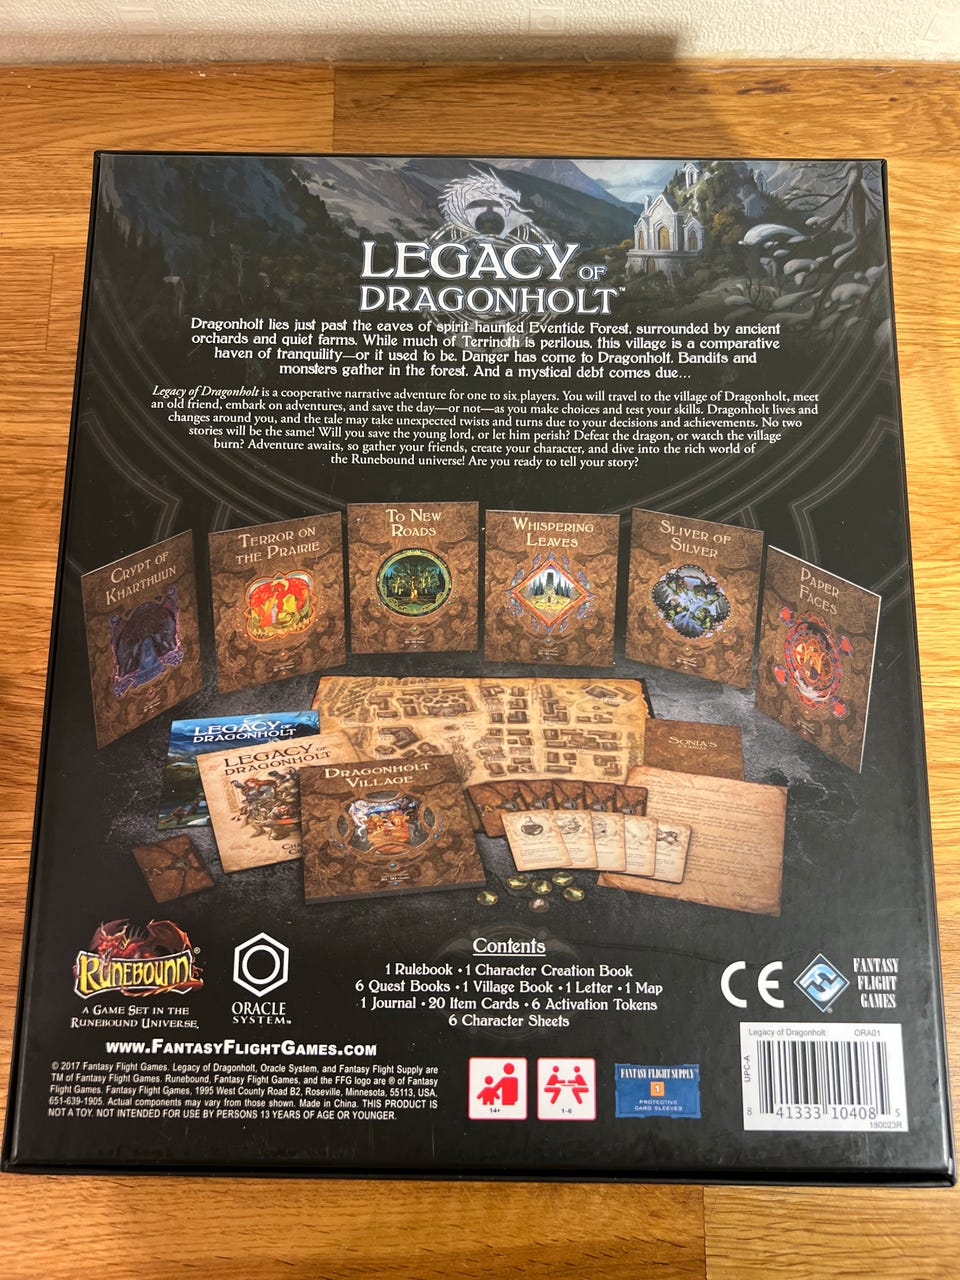 LEGACY OF
DRAGONHOLT™
Dragonholt lies just past the eaves of spirit-haunted Eventide Forest, surrounded by ancient
orchards and quiet farms. While much of Terrinoth is perilous, this village is a comparative
haven of tranquility—or it used to be. Danger has come to Dragonholt. Bandits and
monsters gather in the forest. And a mystical debt comes due...
Legacy of Dragonholt is a cooperative narrative adventure for one to six players. You will travel to the village of Dragonholt, meet
an old friend, embark on adventures, and save the day—or not—as you make choices and test your skills. Dragonholt lives and
changes around you, and the tale may take unexpected twists and turns due to your decisions and achievements. No two
stories will be the same! Will you save the young lord, or let him perish? Defeat the dragon, or watch the village
burn? Adventure awaits, so gather your friends, create your character, and dive into the rich world of
the Runebound universe! Are you ready to tell your story?
CRYPT OF
KHARTHUUN
TERROR ON
THE PRAIRIE
TO NEW
ROADS
WHISPERING
LEAVES
SLIVER OF
SILVER
PAPER
FACES
LEGACY OF
DRAGONHOLT
LEGACY OF
DRAGONHOLT
DRAGONHOLT
VILLAGE
SONJA'S
RUNEBOUND®
A GAME SET IN THE
RUNEBOUND UNIVERSE.
ORACLE
SYSTEM™
Contents
1 Rulebook • 1 Character Creation Book
6 Quest Books • 1 Village Book • 1 Letter • 1 Map
1 Journal • 20 Item Cards • 6 Activation Tokens
6 Character Sheets
CE
FANTASY
FLIGHT
GAMES
WWW.FANTASYFLIGHTGAMES.COM
© 2017 Fantasy Flight Games. Legacy of Dragonholt, Oracle System, and Fantasy Flight Supply are
TM of Fantasy Flight Games. Runebound, Fantasy Flight Games, and the FFG logo are ® of Fantasy
Flight Games. Fantasy Flight Games, 1995 West County Road B2, Roseville, Minnesota, 55113, USA,
651-639-1905. Actual components may vary from those shown. Made in China. THIS PRODUCT IS
NOT A TOY. NOT INTENDED FOR USE BY PERSONS 13 YEARS OF AGE OR YOUNGER.
14+
1-6
FANTASY FLIGHT SUPPLY
1
PROTECTIVE
CARD SLEEVES
Legacy of Dragonholt: ORA01
UPC-A
8 41333 10408 5
180023R